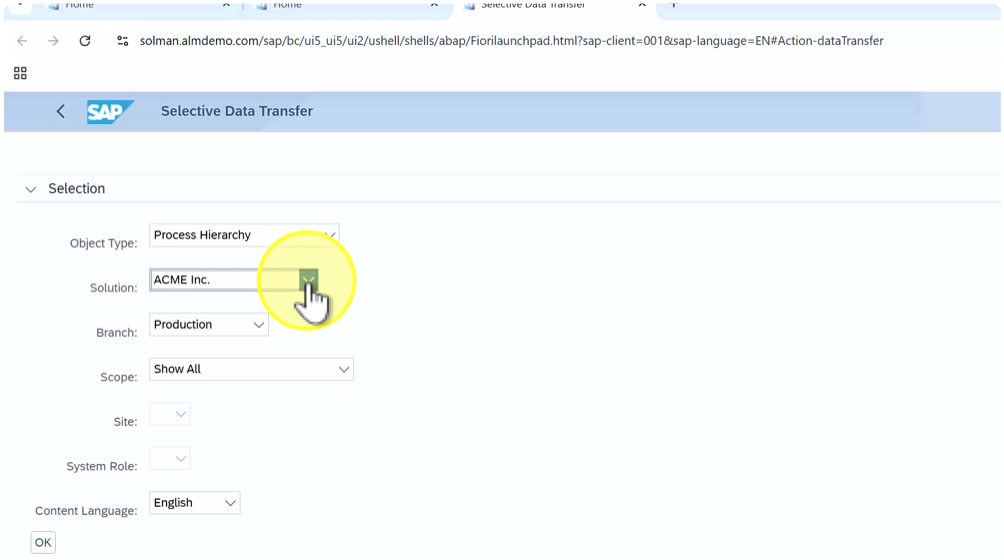 Home Home Selective Data Transfer
solman.almdemo.com/sap/bc/ui5_ui5/ui2/ushell/shells/abap/Fiorilaunchpad.html?sap-client=001&sap-language=EN#Action-dataTransfer
SAP Selective Data Transfer
Selection
Object Type: Process Hierarchy
Solution: ACME Inc.
Branch: Production
Scope: Show All
Site:
System Role:
Content Language: English
OK